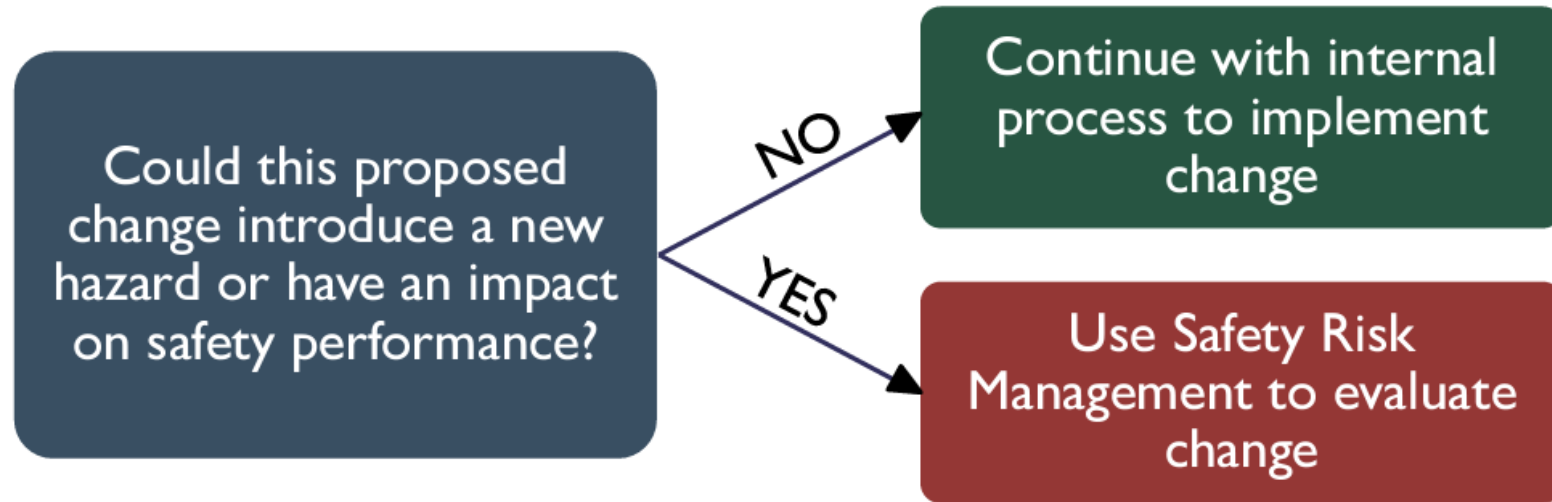 Could this proposed
change introduce a new
hazard or have an impact
on safety performance?
NO
Continue with internal
process to implement
change
YES
Use Safety Risk
Management to evaluate
change